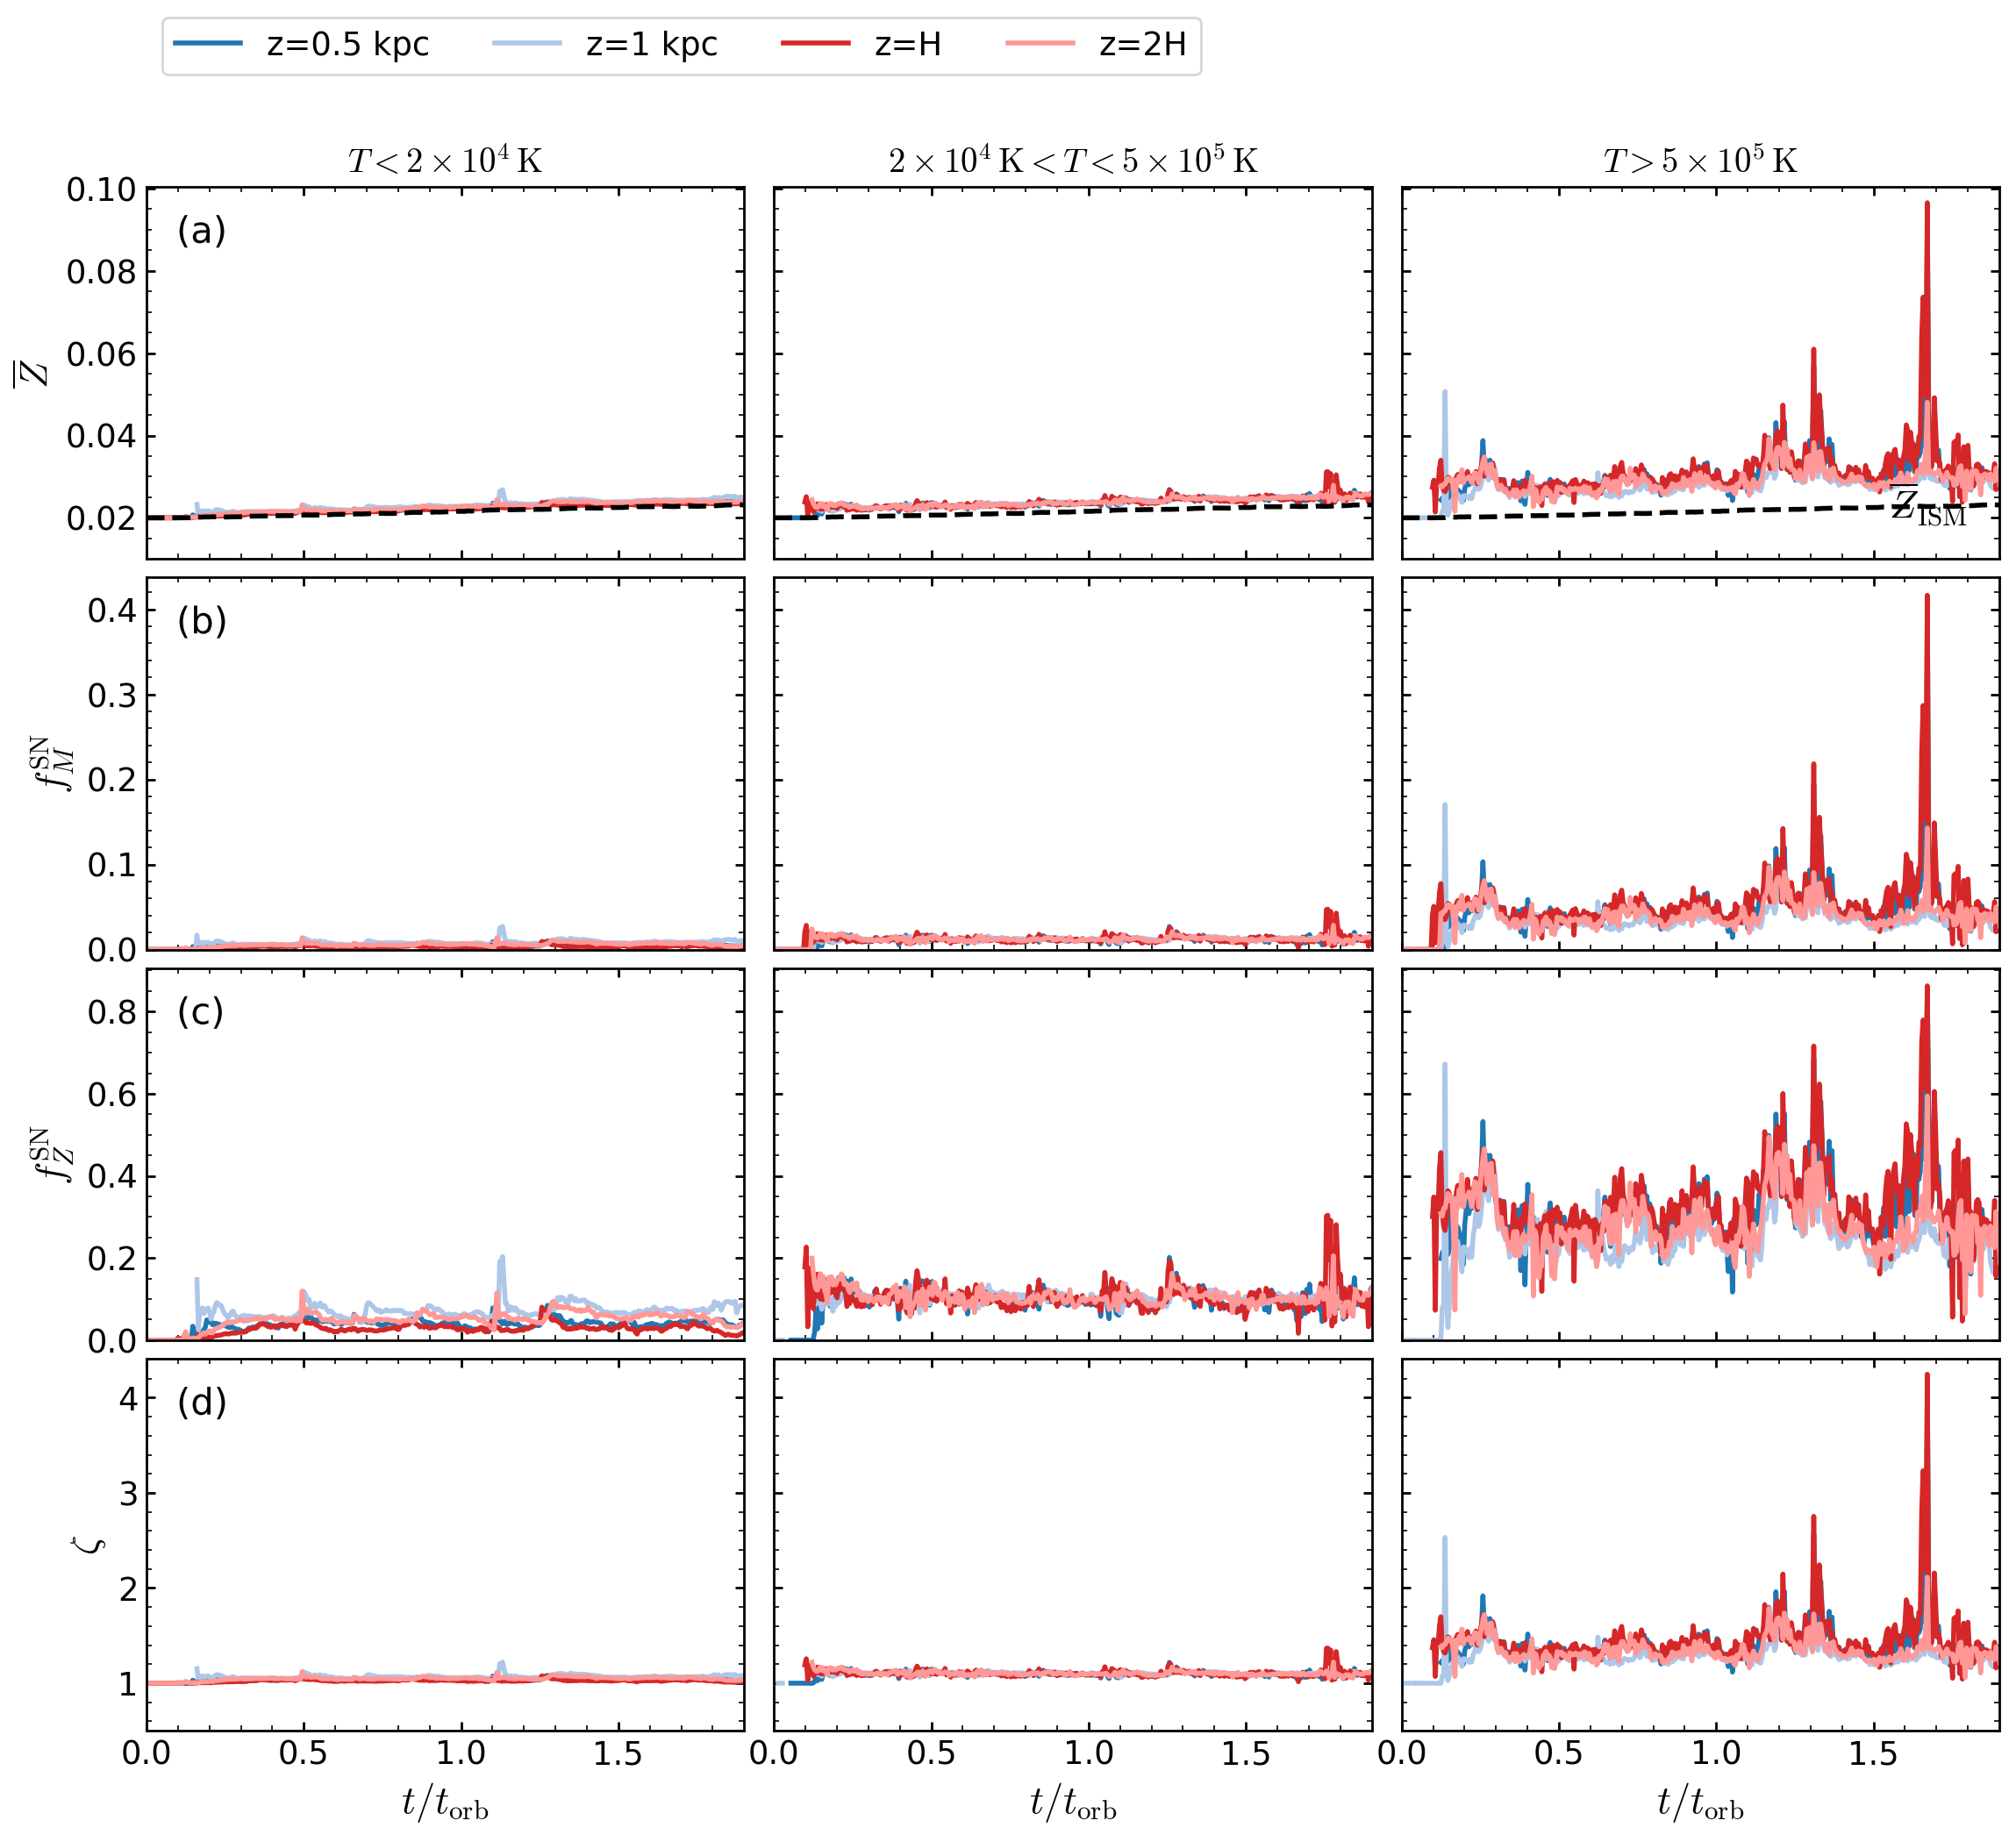 z=0.5 kpc z=1 kpc z=H z=2H
T < 2 × 10⁴ K 2 × 10⁴ K < T < 5 × 10⁵ K T > 5 × 10⁵ K
(a)
0.10
0.08
0.06
0.04
0.02
Z̅
Z̅_ISM
(b)
0.4
0.3
0.2
0.1
0.0
f_M^SN
(c)
0.8
0.6
0.4
0.2
0.0
f_Z^SN
(d)
4
3
2
1
ζ
0.0 0.5 1.0 1.5 0.0 0.5 1.0 1.5 0.0 0.5 1.0 1.5
t/t_orb t/t_orb t/t_orb